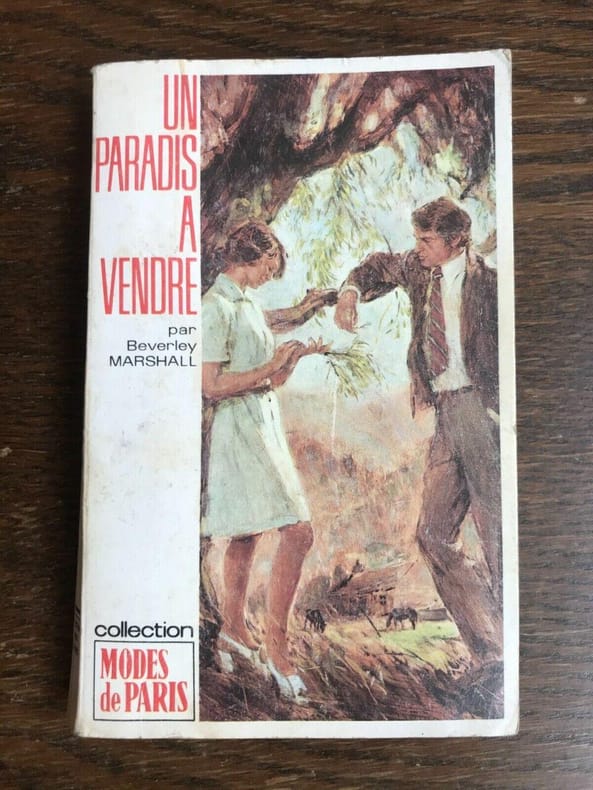 UN
PARADIS
A
VENDRE
par
Beverley
MARSHALL
collection
MODES
de PARIS